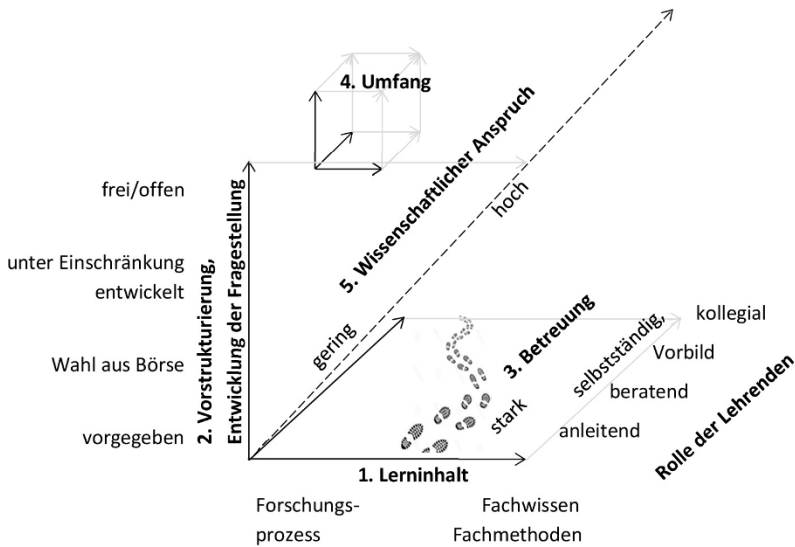 4. Umfang
5. Wissenschaftlicher Anspruch
hoch
gering
frei/offen
unter Einschränkung
entwickelt
Wahl aus Börse
vorgegeben
2. Vorstrukturierung,
Entwicklung der Fragestellung
3. Betreuung
stark
selbstständig,
kollegial
Vorbild
beratend
anleitend
Rolle der Lehrenden
1. Lerninhalt
Forschungs-
prozess
Fachwissen
Fachmethoden